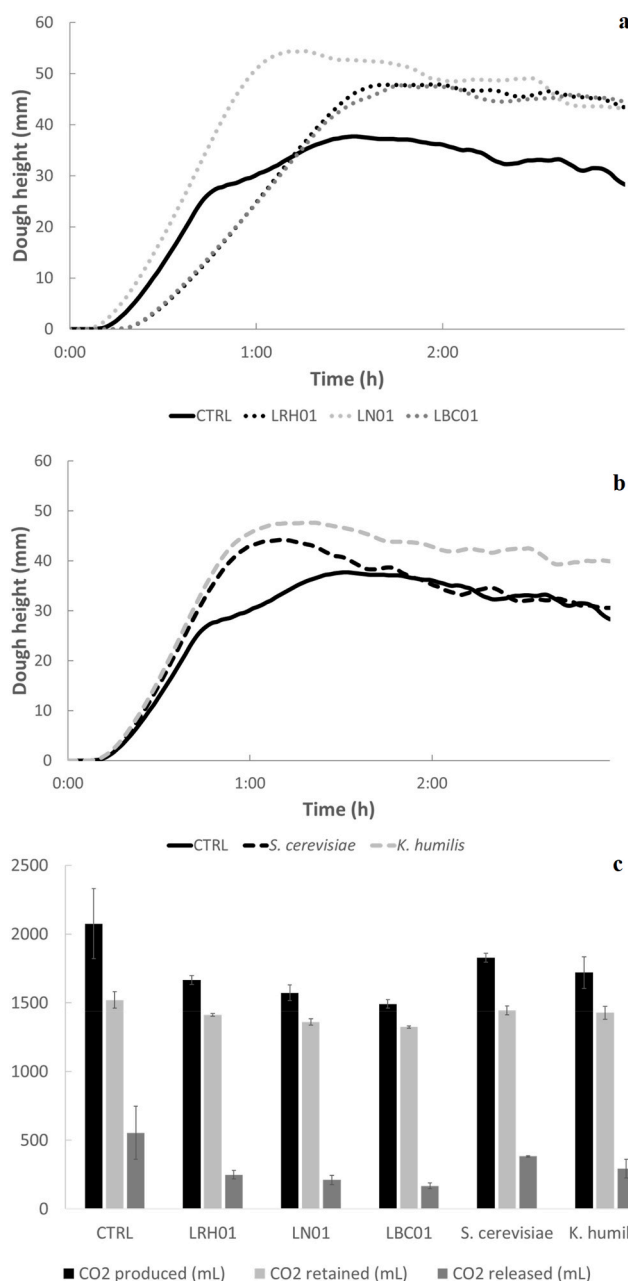 a
60
50
40
30
20
10
0
Dough height (mm)
0:00 1:00 2:00
Time (h)
CTRL LRH01 LN01 LBC01
b
60
50
40
30
20
10
0
Dough height (mm)
0:00 1:00 2:00
Time (h)
CTRL S. cerevisiae K. humilis
c
2500
2000
1500
1000
500
0
CTRL LRH01 LN01 LBC01 S. cerevisiae K. humil
CO2 produced (mL) CO2 retained (mL) CO2 released (mL)